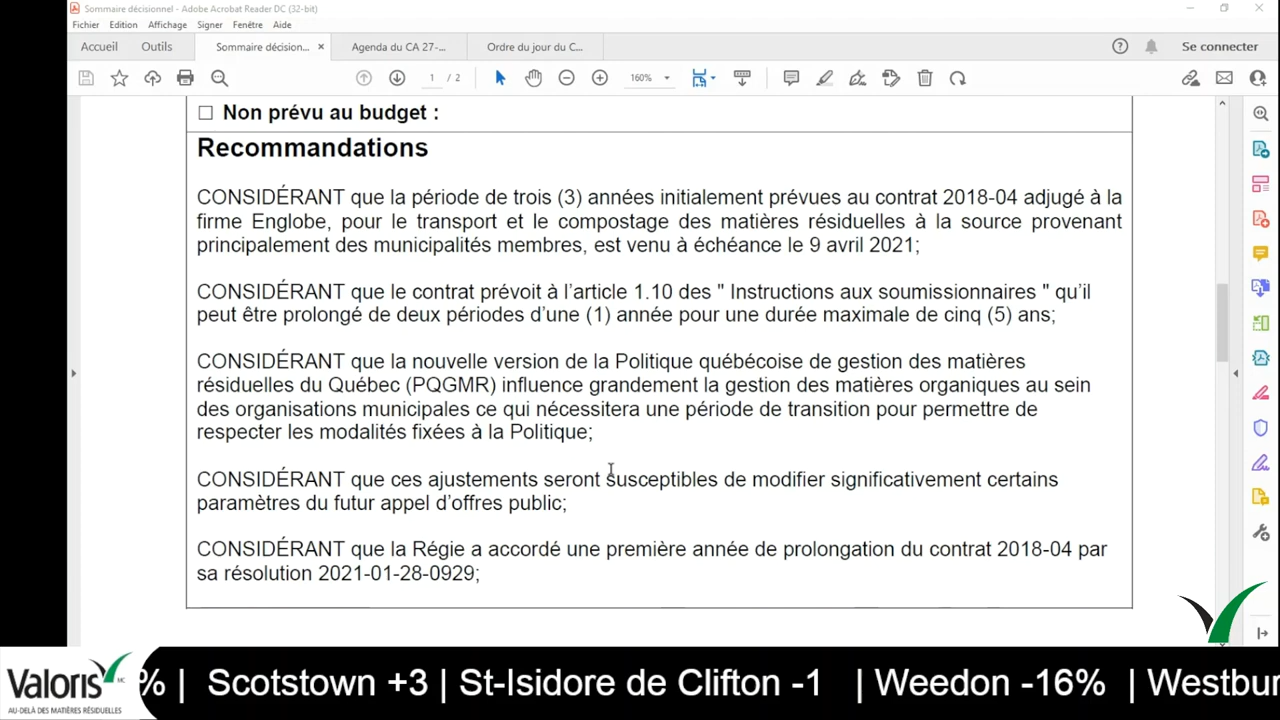 Sommaire décisionnel - Adobe Acrobat Reader DC (32-bit)
Fichier Edition Affichage Signer Fenêtre Aide
Accueil Outils Sommaire décision... × Agenda du CA 27-... Ordre du jour du C... Se connecter
1 / 2 160%
☐ Non prévu au budget :
Recommandations
CONSIDÉRANT que la période de trois (3) années initialement prévues au contrat 2018-04 adjugé à la
firme Englobe, pour le transport et le compostage des matières résiduelles à la source provenant
principalement des municipalités membres, est venu à échéance le 9 avril 2021;
CONSIDÉRANT que le contrat prévoit à l’article 1.10 des " Instructions aux soumissionnaires " qu’il
peut être prolongé de deux périodes d’une (1) année pour une durée maximale de cinq (5) ans;
CONSIDÉRANT que la nouvelle version de la Politique québécoise de gestion des matières
résiduelles du Québec (PQGMR) influence grandement la gestion des matières organiques au sein
des organisations municipales ce qui nécessitera une période de transition pour permettre de
respecter les modalités fixées à la Politique;
CONSIDÉRANT que ces ajustements seront susceptibles de modifier significativement certains
paramètres du futur appel d’offres public;
CONSIDÉRANT que la Régie a accordé une première année de prolongation du contrat 2018-04 par
sa résolution 2021-01-28-0929;
Valoris MC
AU-DELÀ DES MATIÈRES RÉSIDUELLES
% | Scotstown +3 | St-Isidore de Clifton -1 | Weedon -16% | Westbur